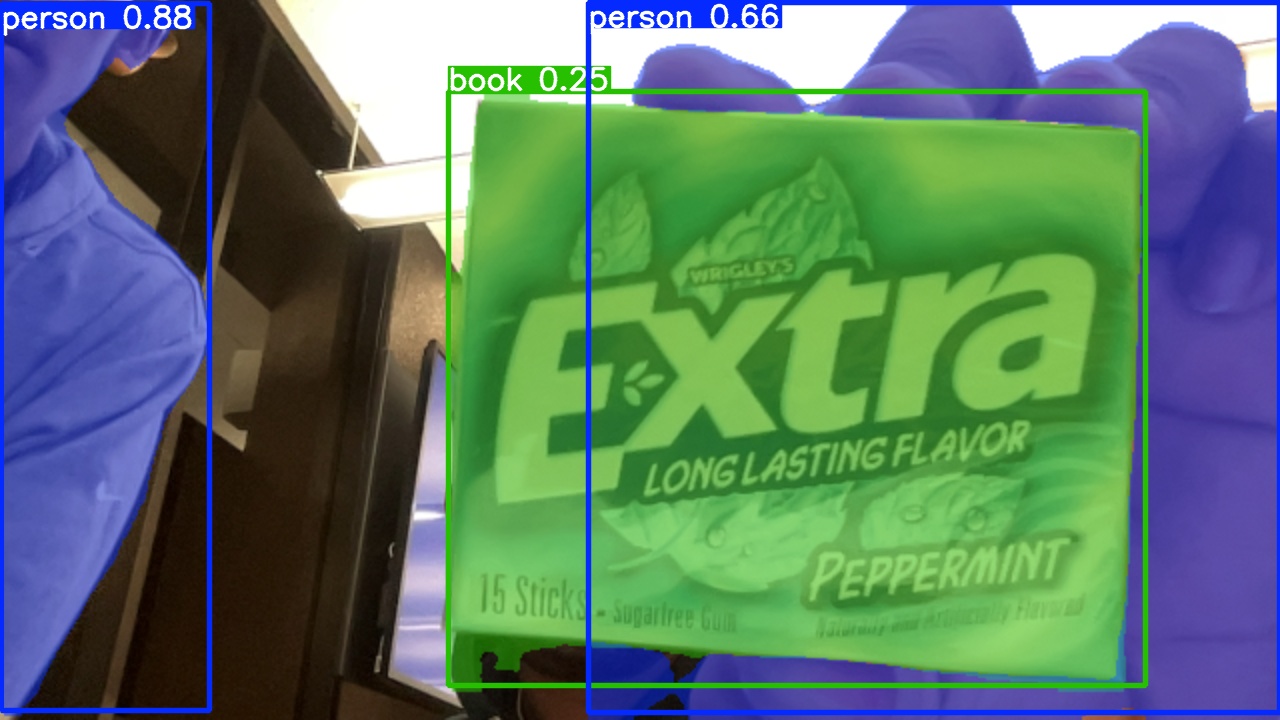 person 0.88
person 0.66
book 0.25
WRIGLEY'S
Extra
LONG LASTING FLAVOR
PEPPERMINT
15 Sticks - Sugarfree Gum
Naturally and Artificially Flavored